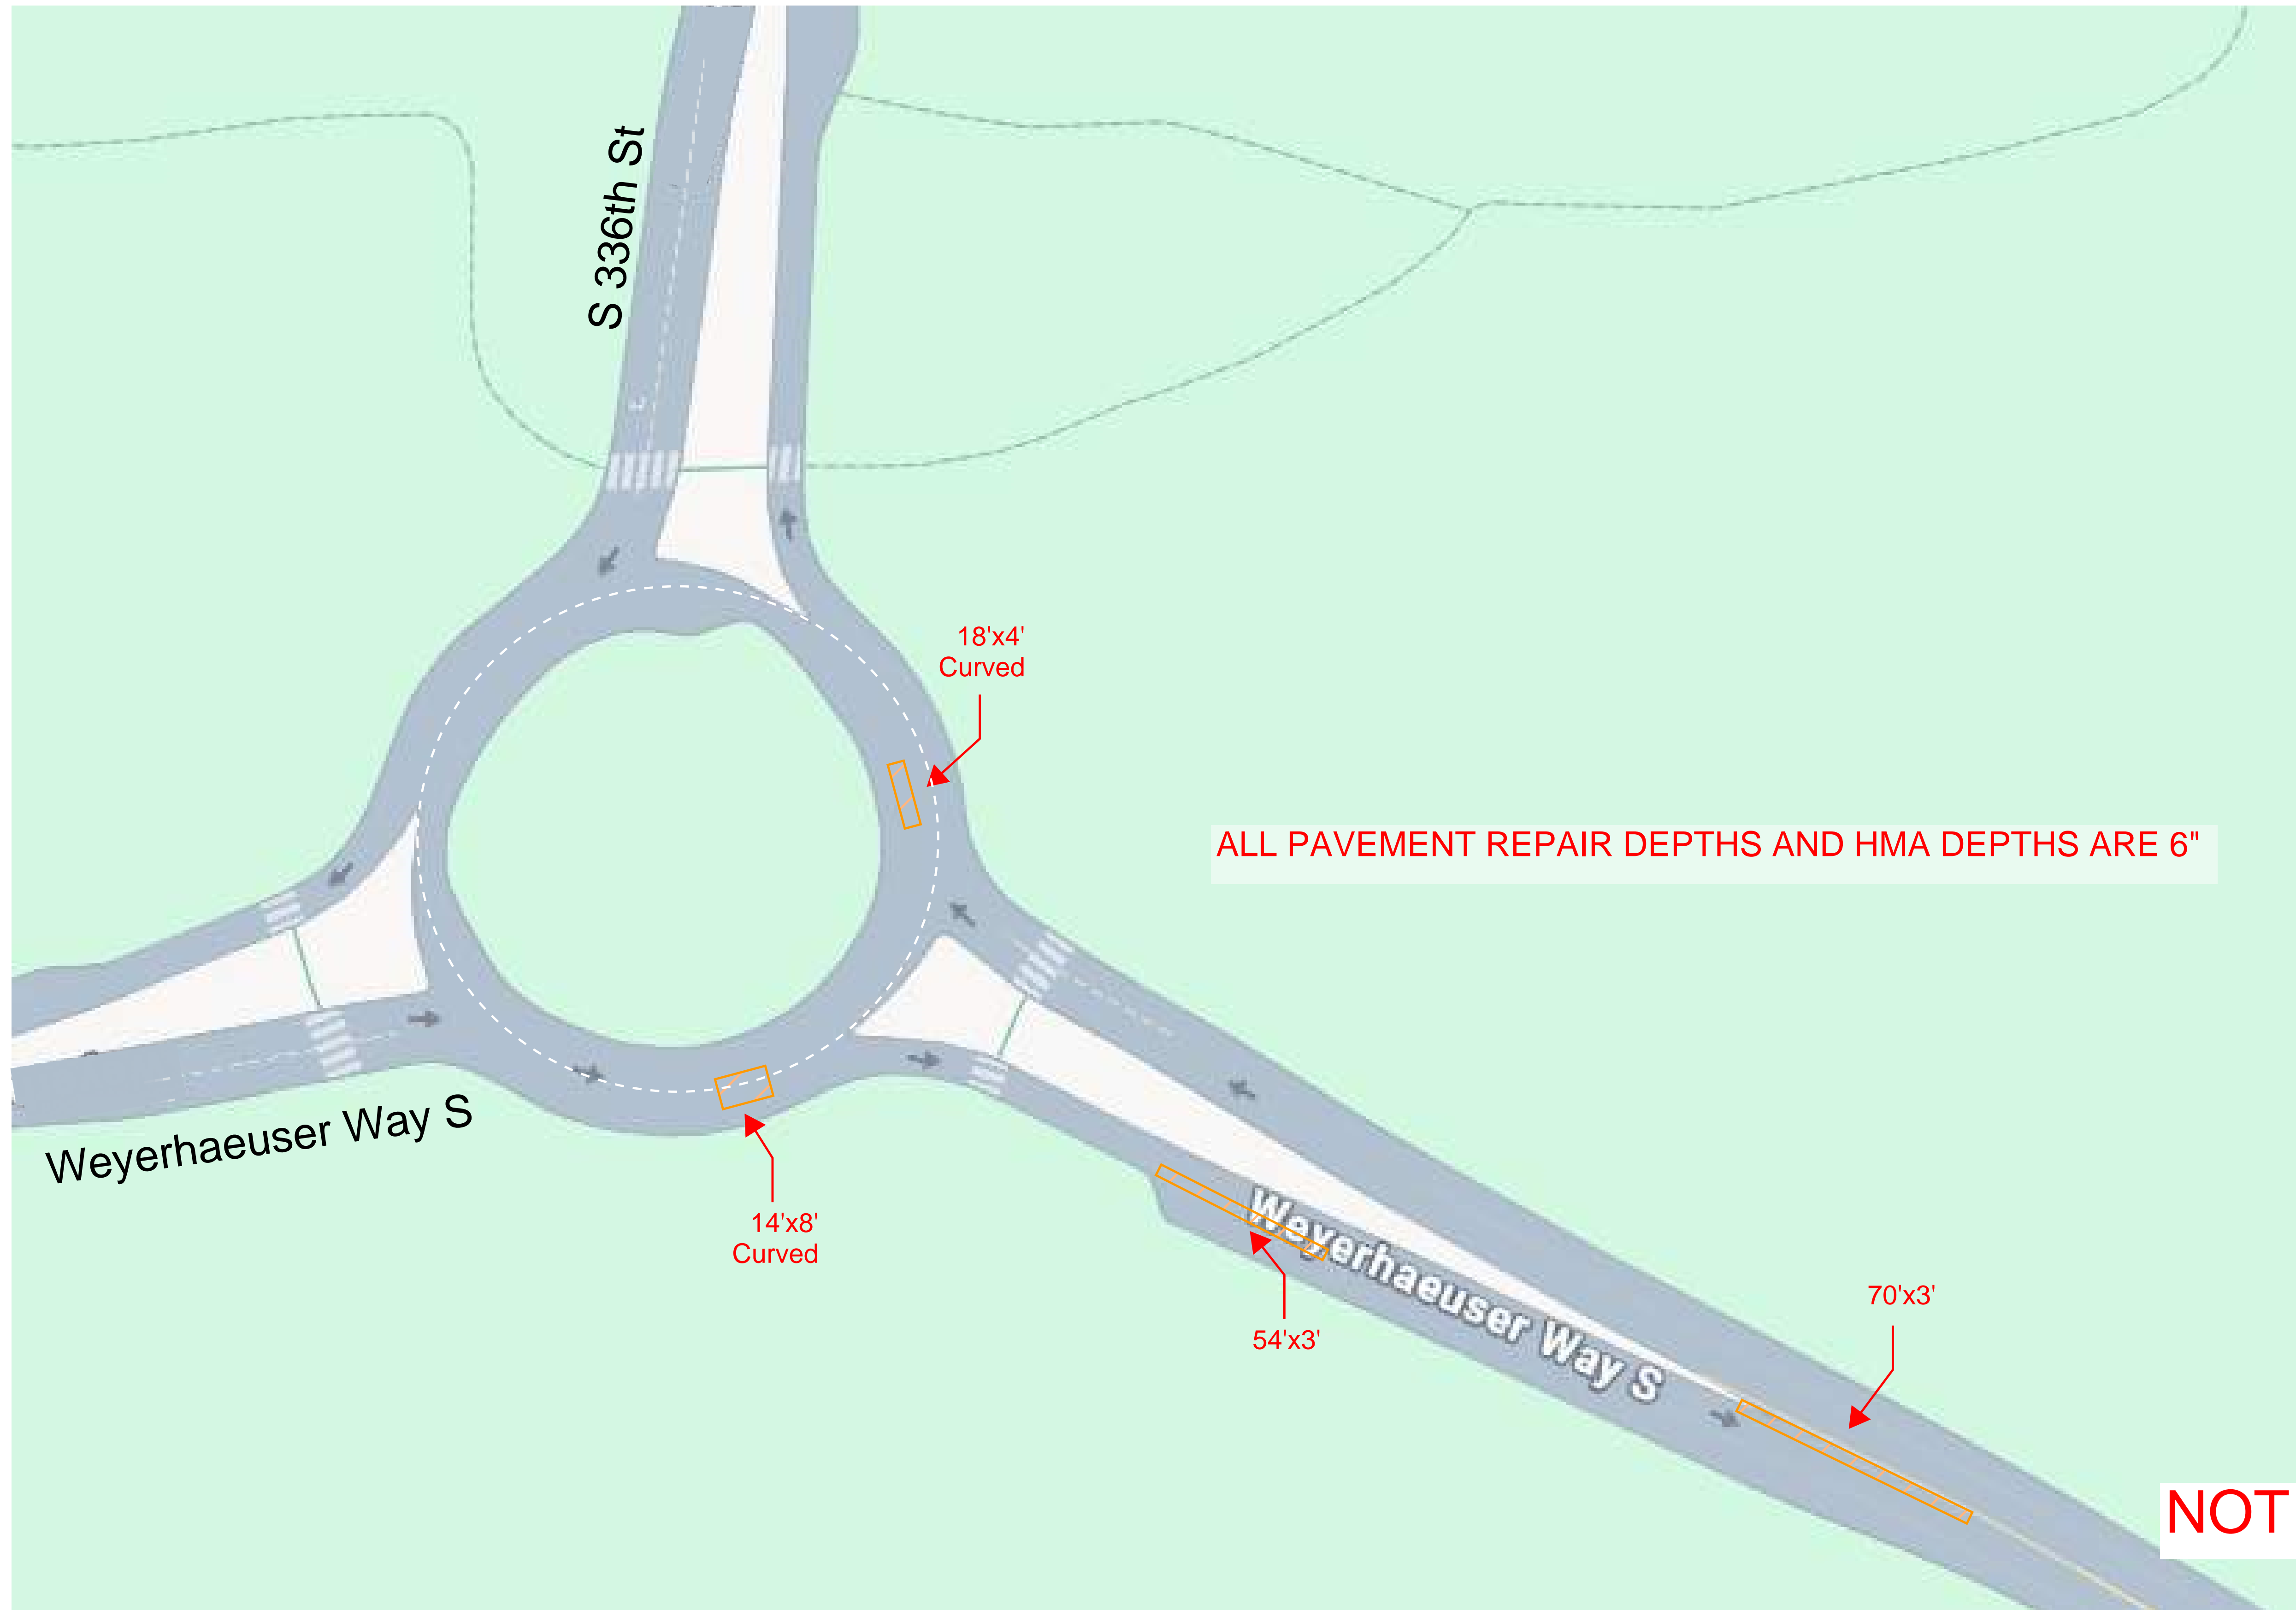 S 336th St
18'x4'
Curved
ALL PAVEMENT REPAIR DEPTHS AND HMA DEPTHS ARE 6"
Weyerhaeuser Way S
14'x8'
Curved
Weyerhaeuser Way S
54'x3'
70'x3'
NOT